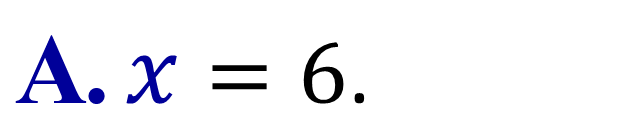 A. x = 6.